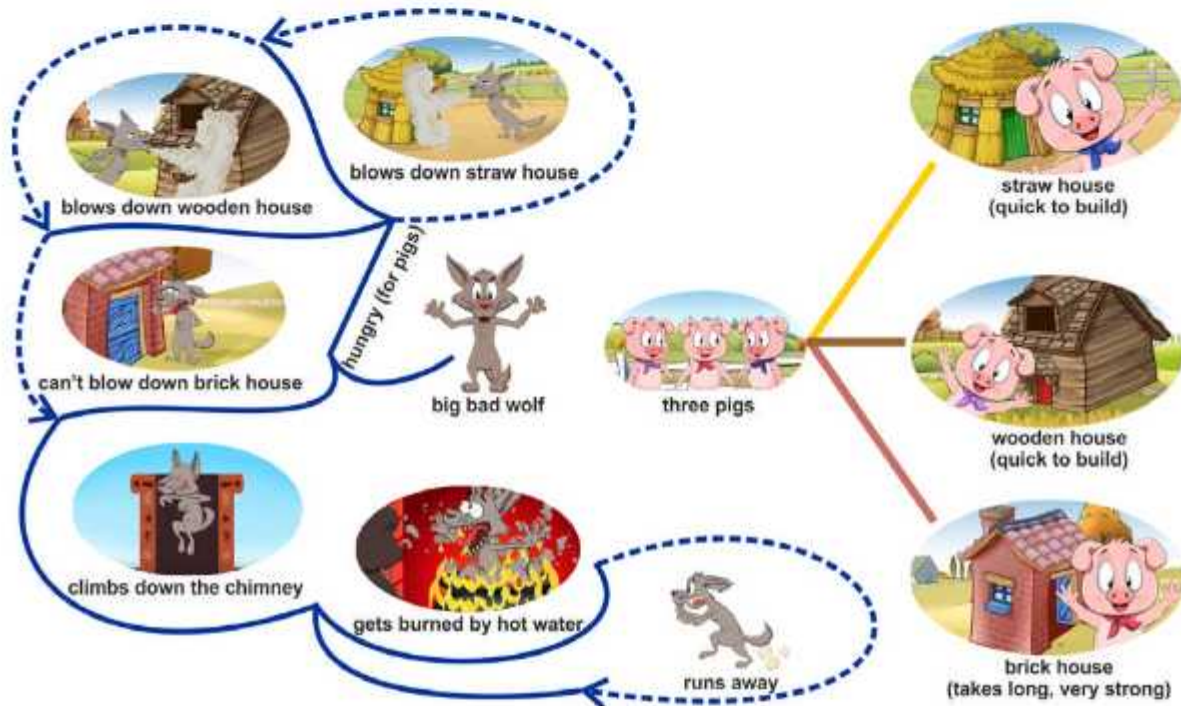 blows down straw house
blows down wooden house
hungry (for pigs)
can't blow down brick house
big bad wolf
climbs down the chimney
gets burned by hot water
runs away
three pigs
straw house
(quick to build)
wooden house
(quick to build)
brick house
(takes long, very strong)